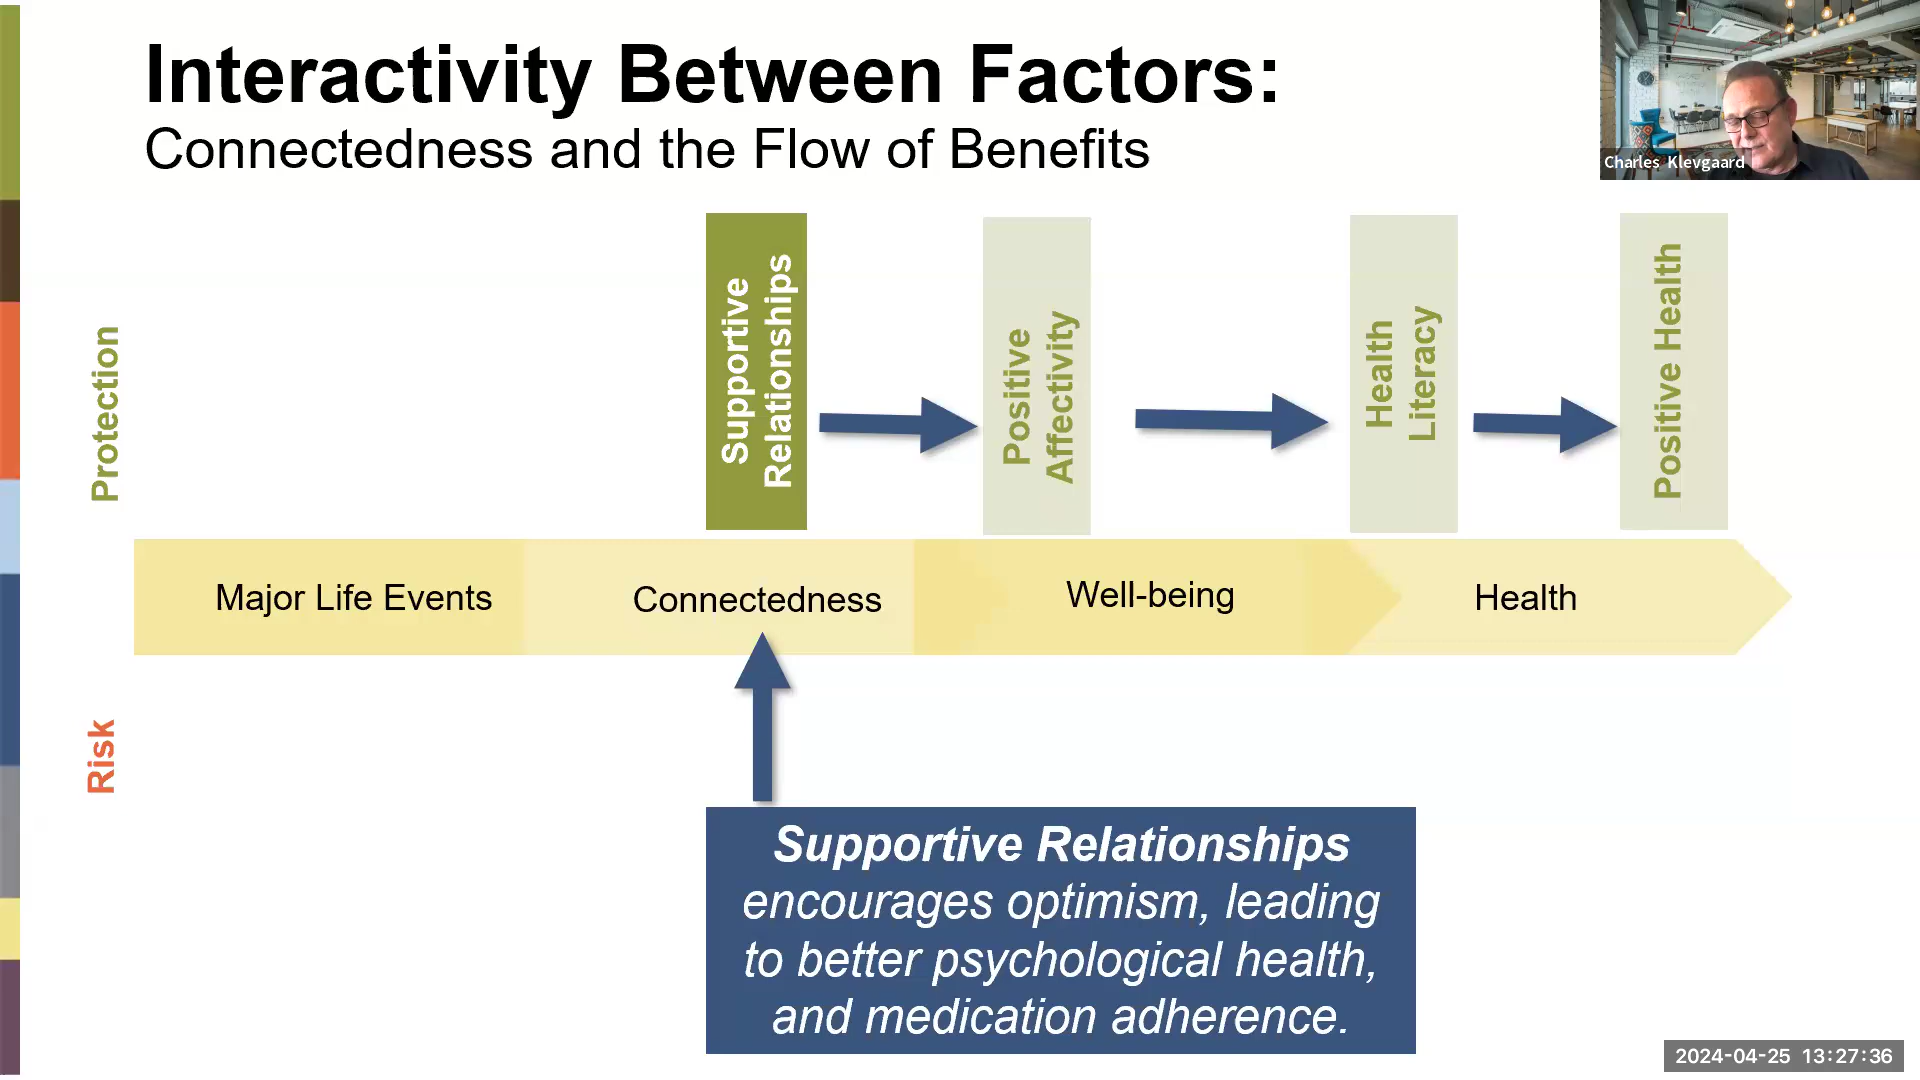 Interactivity Between Factors:
Connectedness and the Flow of Benefits
Charles Klevgaard
Protection
Supportive
Relationships
Positive
Affectivity
Health
Literacy
Positive Health
Major Life Events
Connectedness
Well-being
Health
Risk
Supportive Relationships
encourages optimism, leading
to better psychological health,
and medication adherence.
2024-04-25 13:27:36